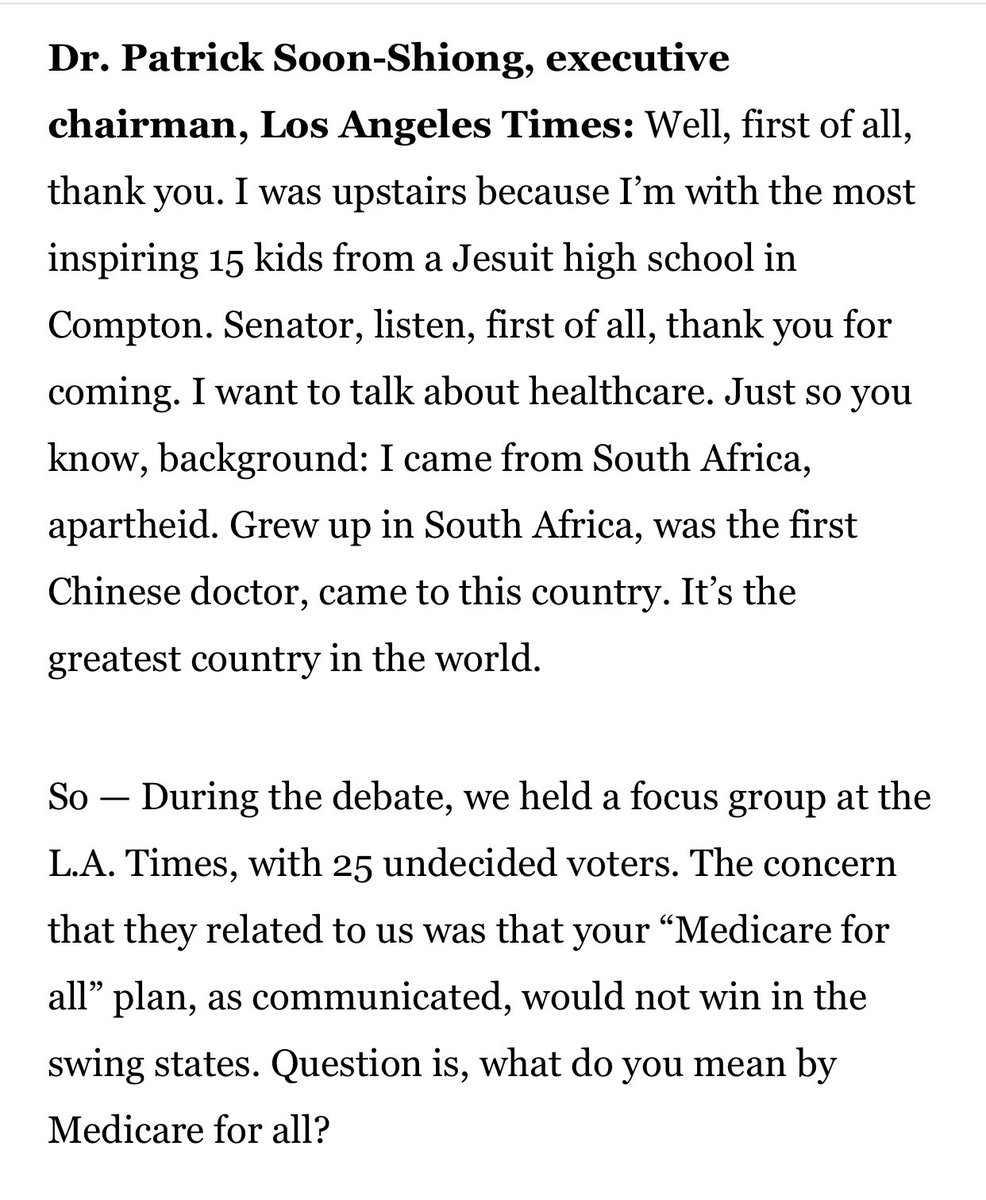 Dr. Patrick Soon-Shiong, executive
chairman, Los Angeles Times: Well, first of all,
thank you. I was upstairs because I’m with the most
inspiring 15 kids from a Jesuit high school in
Compton. Senator, listen, first of all, thank you for
coming. I want to talk about healthcare. Just so you
know, background: I came from South Africa,
apartheid. Grew up in South Africa, was the first
Chinese doctor, came to this country. It’s the
greatest country in the world.
So — During the debate, we held a focus group at the
L.A. Times, with 25 undecided voters. The concern
that they related to us was that your “Medicare for
all” plan, as communicated, would not win in the
swing states. Question is, what do you mean by
Medicare for all?